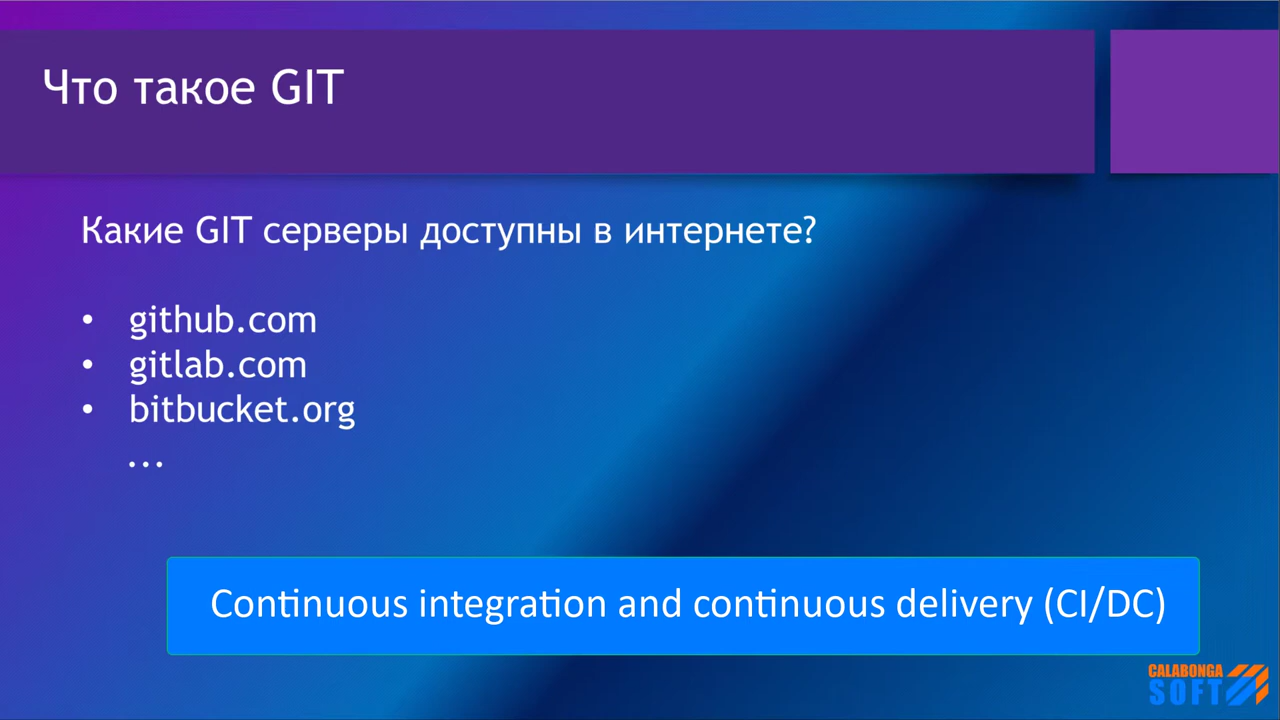 Что такое GIT
Какие GIT серверы доступны в интернете?
• github.com
• gitlab.com
• bitbucket.org
...
Continuous integration and continuous delivery (CI/DC)
CALABONGA
SOFT